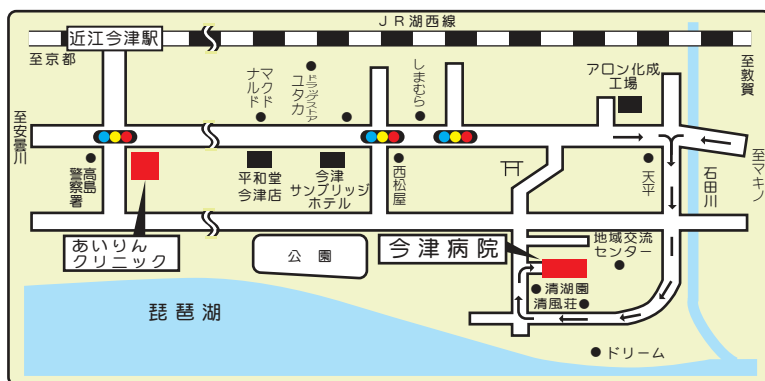 JR湖西線
近江今津駅
至京都
至敦賀
マクド
ナルド
ドラッグストア
ユタカ
しまむら
アロン化成
工場
至安曇川
至マキノ
高島
警察署
平和堂
今津店
今津
サンブリッジ
ホテル
西松屋
天平
石田川
あいりん
クリニック
公園
今津病院
地域交流
センター
清湖園
清風荘
琵琶湖
ドリーム